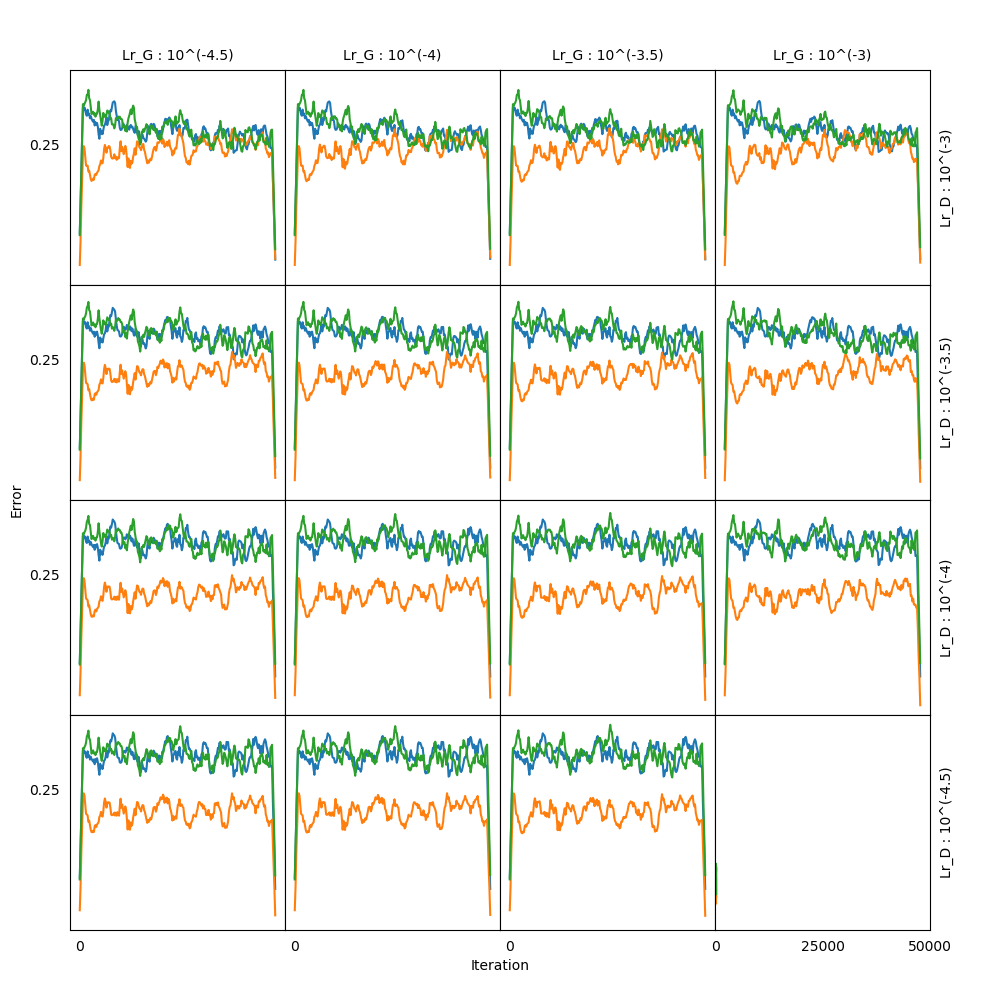 Lr_G : 10^(-4.5)
Lr_G : 10^(-4)
Lr_G : 10^(-3.5)
Lr_G : 10^(-3)
0.25
Lr_D : 10^(-3)
0.25
Lr_D : 10^(-3.5)
Error
0.25
Lr_D : 10^(-4)
0.25
Lr_D : 10^(-4.5)
0
0
0
0
25000
50000
Iteration